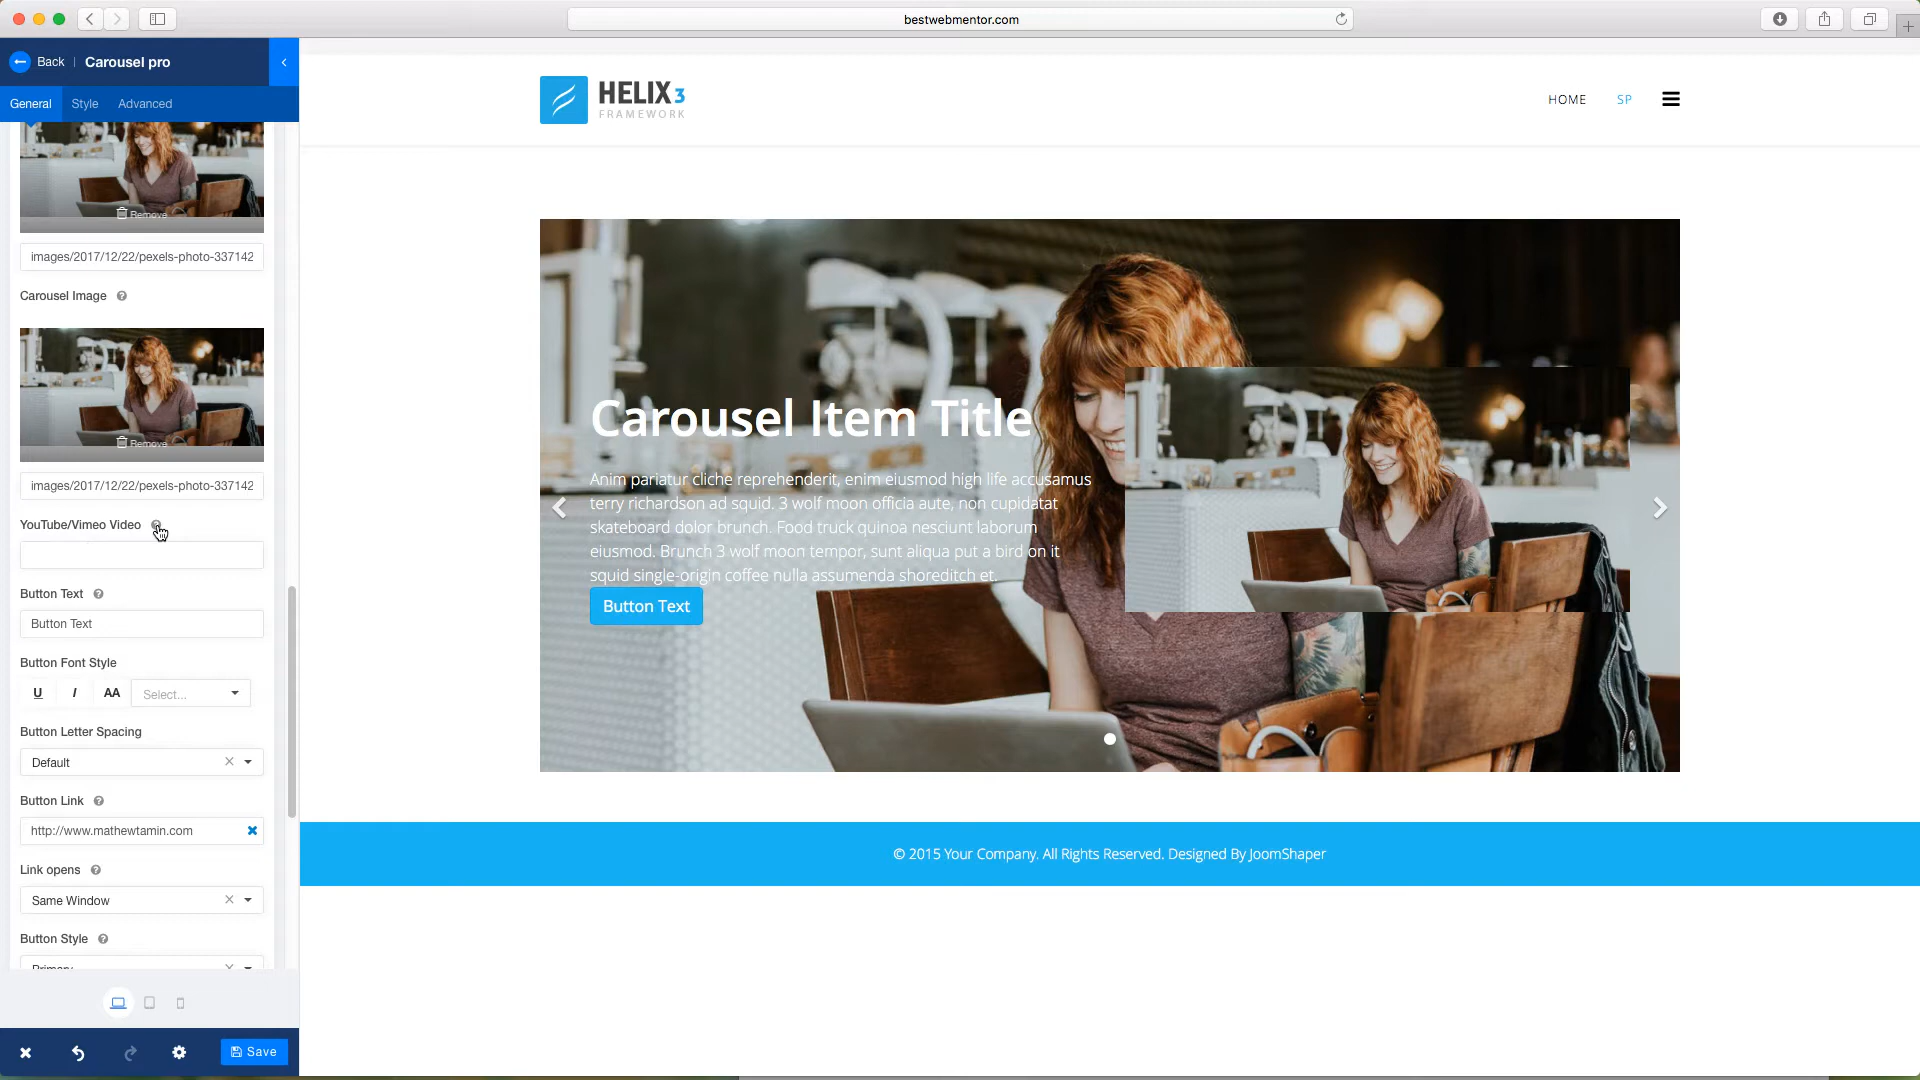 bestwebmentor.com
Back | Carousel pro
General Style Advanced
Remove
images/2017/12/22/pexels-photo-337142
Carousel Image
Remove
images/2017/12/22/pexels-photo-337142
YouTube/Vimeo Video
Button Text
Button Text
Button Font Style
U I AA Select...
Button Letter Spacing
Default
Button Link
http://www.mathewtamin.com
Link opens
Same Window
Button Style
Primary
Save
HELIX3
FRAMEWORK
HOME SP
Carousel Item Title
Anim pariatur cliche reprehenderit, enim eiusmod high life accusamus
terry richardson ad squid. 3 wolf moon officia aute, non cupidatat
skateboard dolor brunch. Food truck quinoa nesciunt laborum
eiusmod. Brunch 3 wolf moon tempor, sunt aliqua put a bird on it
squid single-origin coffee nulla assumenda shoreditch et.
Button Text
© 2015 Your Company. All Rights Reserved. Designed By JoomShaper